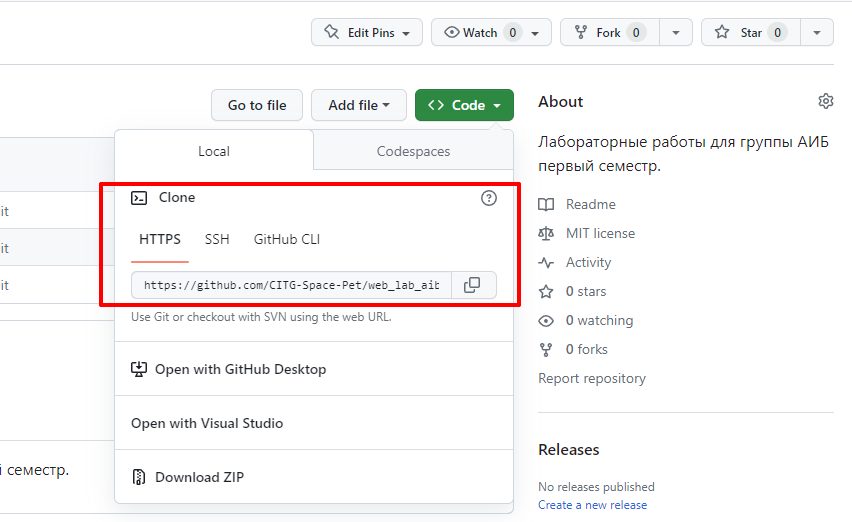 Edit Pins
Watch 0
Fork 0
Star 0
Go to file
Add file
<> Code
Local
Codespaces
Clone
HTTPS
SSH
GitHub CLI
https://github.com/CITG-Space-Pet/web_lab_aib
Use Git or checkout with SVN using the web URL.
Open with GitHub Desktop
Open with Visual Studio
Download ZIP
it
it
it
й семестр.
About
Лабораторные работы для группы АИБ
первый семестр.
Readme
MIT license
Activity
0 stars
0 watching
0 forks
Report repository
Releases
No releases published
Create a new release